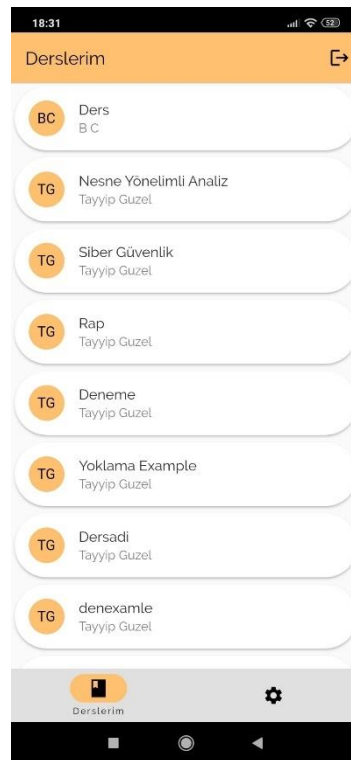 18:31
52
Derslerim
BC
Ders
B C
TG
Nesne Yönelimli Analiz
Tayyip Guzel
TG
Siber Güvenlik
Tayyip Guzel
TG
Rap
Tayyip Guzel
TG
Deneme
Tayyip Guzel
TG
Yoklama Example
Tayyip Guzel
TG
Dersadi
Tayyip Guzel
TG
denexamle
Tayyip Guzel
Derslerim